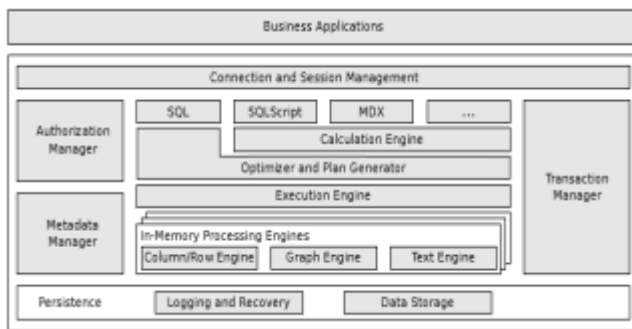 Business Applications
Connection and Session Management
Authorization
Manager
SQL
SQLScript
MDX
...
Calculation Engine
Optimizer and Plan Generator
Execution Engine
Metadata
Manager
In-Memory Processing Engines
Column/Row Engine
Graph Engine
Text Engine
Transaction
Manager
Persistence
Logging and Recovery
Data Storage